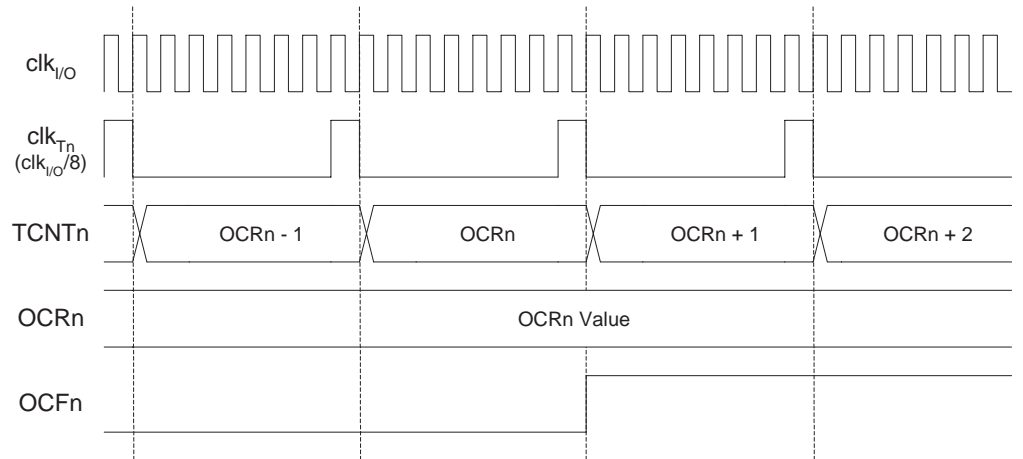 clkI/O
clkTn
(clkI/O/8)
TCNTn
OCRn - 1
OCRn
OCRn + 1
OCRn + 2
OCRn
OCRn Value
OCFn